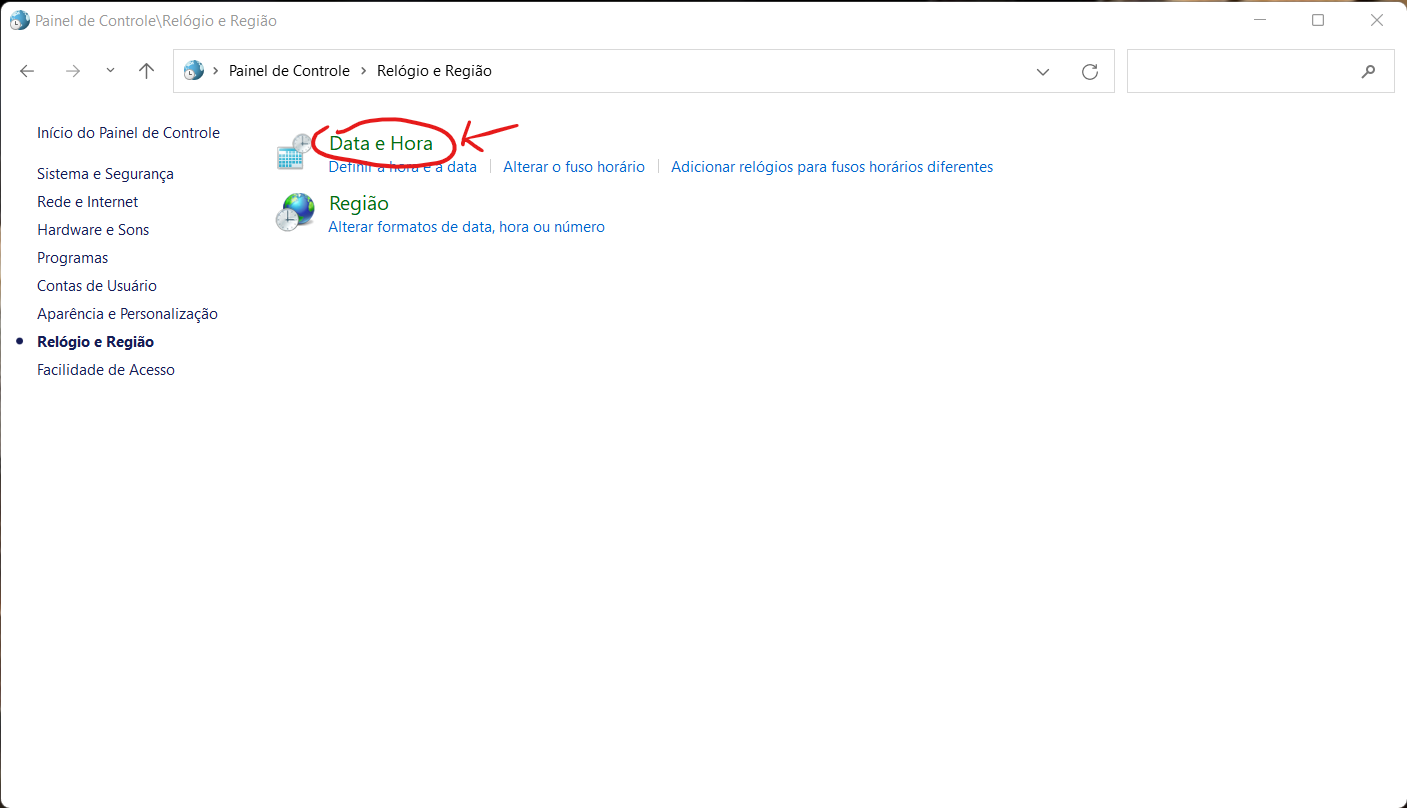 Painel de Controle\Relógio e Região
Painel de Controle > Relógio e Região
Início do Painel de Controle
Sistema e Segurança
Rede e Internet
Hardware e Sons
Programas
Contas de Usuário
Aparência e Personalização
Relógio e Região
Facilidade de Acesso
Data e Hora
Definir a hora e a data | Alterar o fuso horário | Adicionar relógios para fusos horários diferentes
Região
Alterar formatos de data, hora ou número